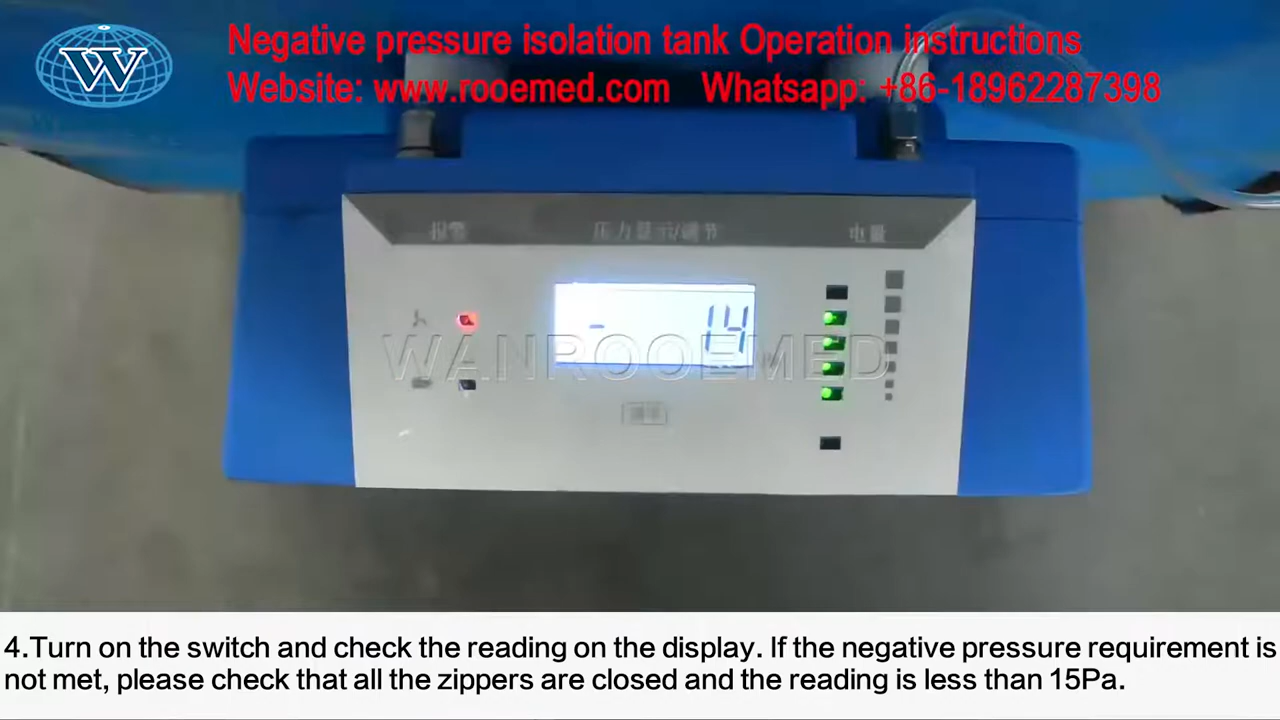 Negative pressure isolation tank Operation instructions
Website: www.rooemed.com Whatsapp: +86-18962287398
W
报警 压力显示/调节 电量
- 14
WANROOEMED
4.Turn on the switch and check the reading on the display. If the negative pressure requirement is
not met, please check that all the zippers are closed and the reading is less than 15Pa.